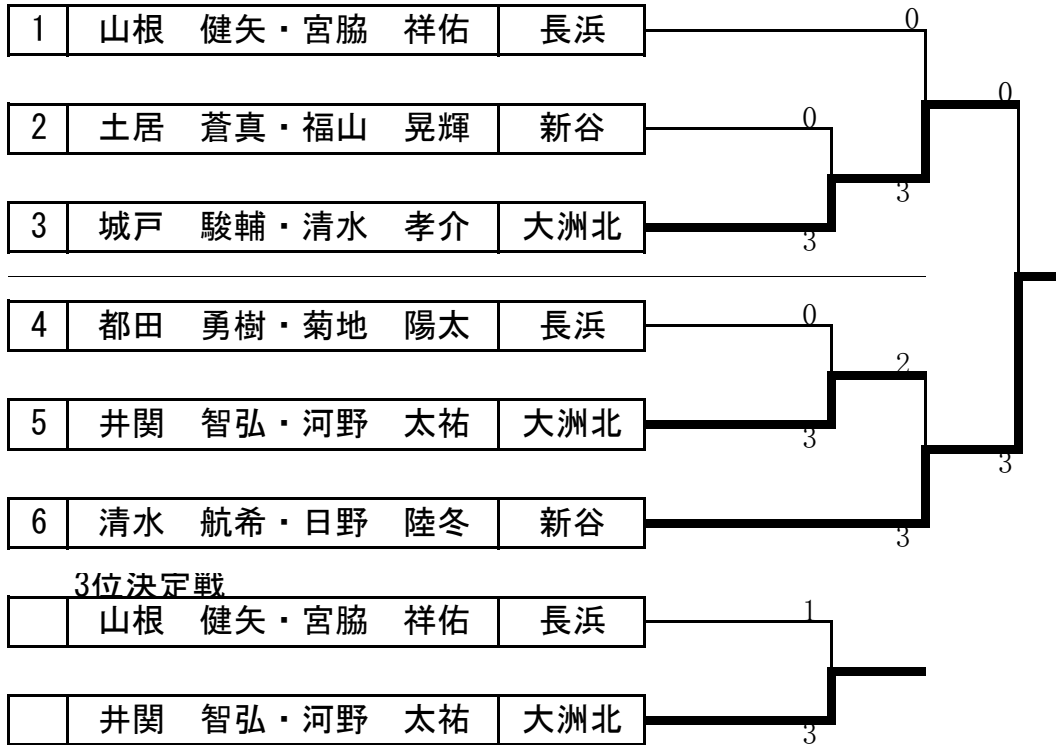 1 山根　健矢・宮脇　祥佑 長浜 0
0
2 土居　蒼真・福山　晃輝 新谷 0
3
3 城戸　駿輔・清水　孝介 大洲北 3
4 都田　勇樹・菊地　陽太 長浜 0
2
5 井関　智弘・河野　太祐 大洲北 3
3
6 清水　航希・日野　陸冬 新谷 3
3位決定戦
山根　健矢・宮脇　祥佑 長浜 1
井関　智弘・河野　太祐 大洲北 3